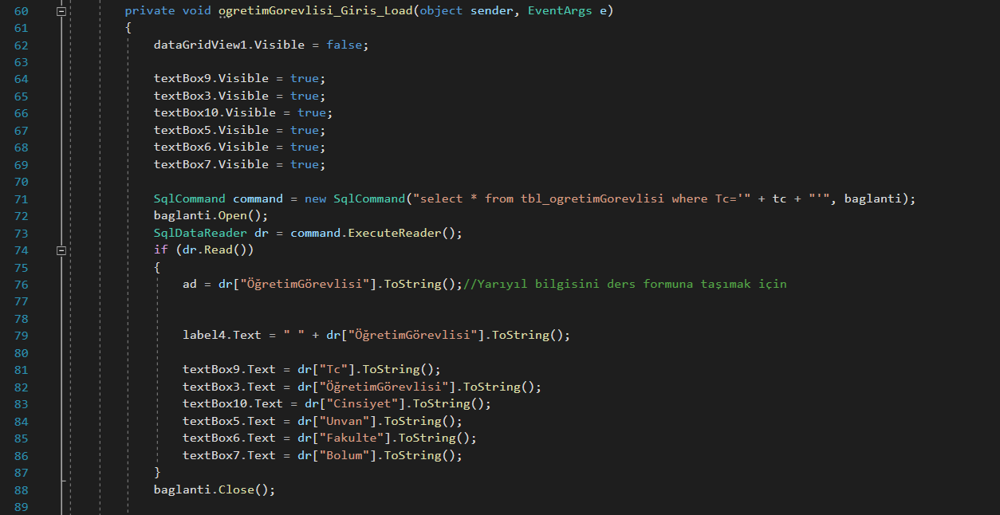 60 private void ogretimGorevlisi_Giris_Load(object sender, EventArgs e)
61 {
62 dataGridView1.Visible = false;
63
64 textBox9.Visible = true;
65 textBox3.Visible = true;
66 textBox10.Visible = true;
67 textBox5.Visible = true;
68 textBox6.Visible = true;
69 textBox7.Visible = true;
70
71 SqlCommand command = new SqlCommand("select * from tbl_ogretimGorevlisi where Tc='" + tc + "'", baglanti);
72 baglanti.Open();
73 SqlDataReader dr = command.ExecuteReader();
74 if (dr.Read())
75 {
76 ad = dr["ÖğretimGörevlisi"].ToString();//Yarıyıl bilgisini ders formuna taşımak için
77
78
79 label4.Text = " " + dr["ÖğretimGörevlisi"].ToString();
80
81 textBox9.Text = dr["Tc"].ToString();
82 textBox3.Text = dr["ÖğretimGörevlisi"].ToString();
83 textBox10.Text = dr["Cinsiyet"].ToString();
84 textBox5.Text = dr["Unvan"].ToString();
85 textBox6.Text = dr["Fakulte"].ToString();
86 textBox7.Text = dr["Bolum"].ToString();
87 }
88 baglanti.Close();
89